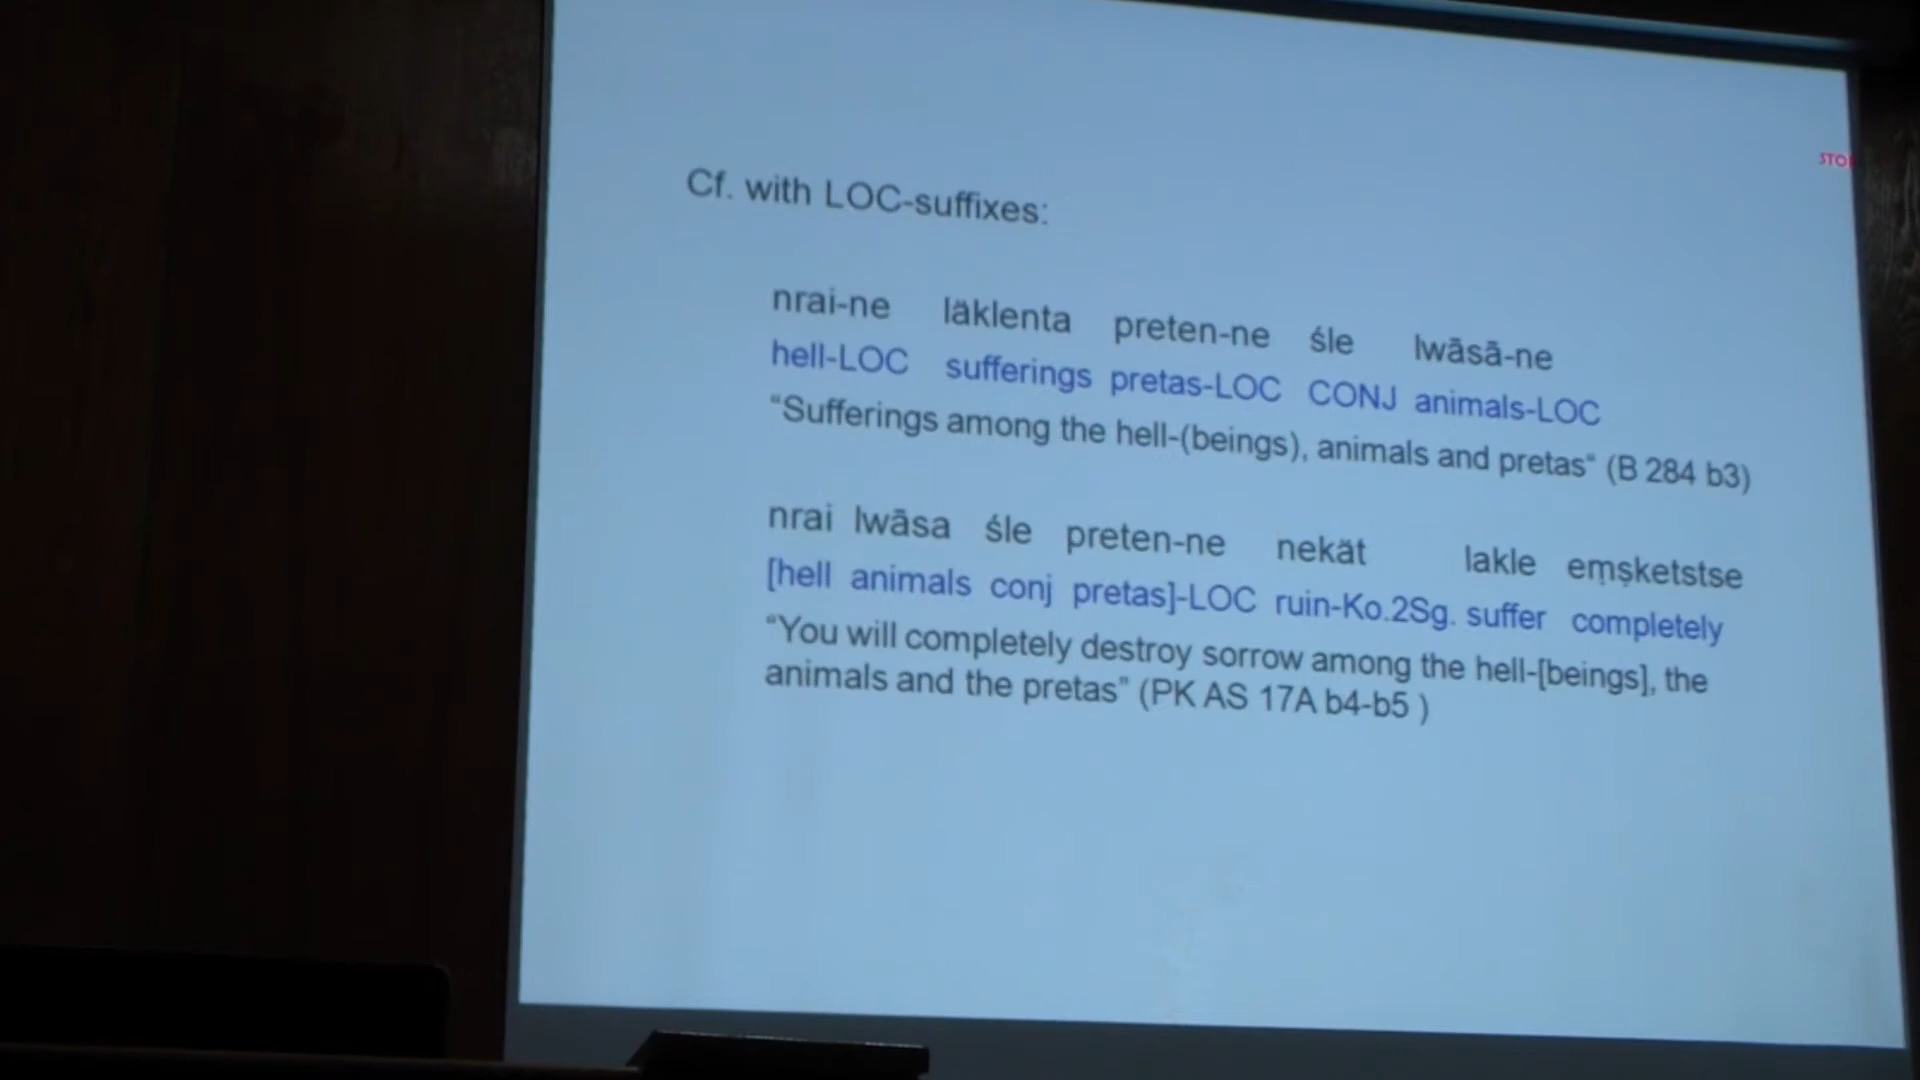 STO
Cf. with LOC-suffixes:
nrai-ne läklenta preten-ne śle lwāsā-ne
hell-LOC sufferings pretas-LOC CONJ animals-LOC
“Sufferings among the hell-(beings), animals and pretas“ (B 284 b3)
nrai lwāsa śle preten-ne nekät lakle eṃṣketstse
[hell animals conj pretas]-LOC ruin-Ko.2Sg. suffer completely
“You will completely destroy sorrow among the hell-[beings], the
animals and the pretas” (PK AS 17A b4-b5 )